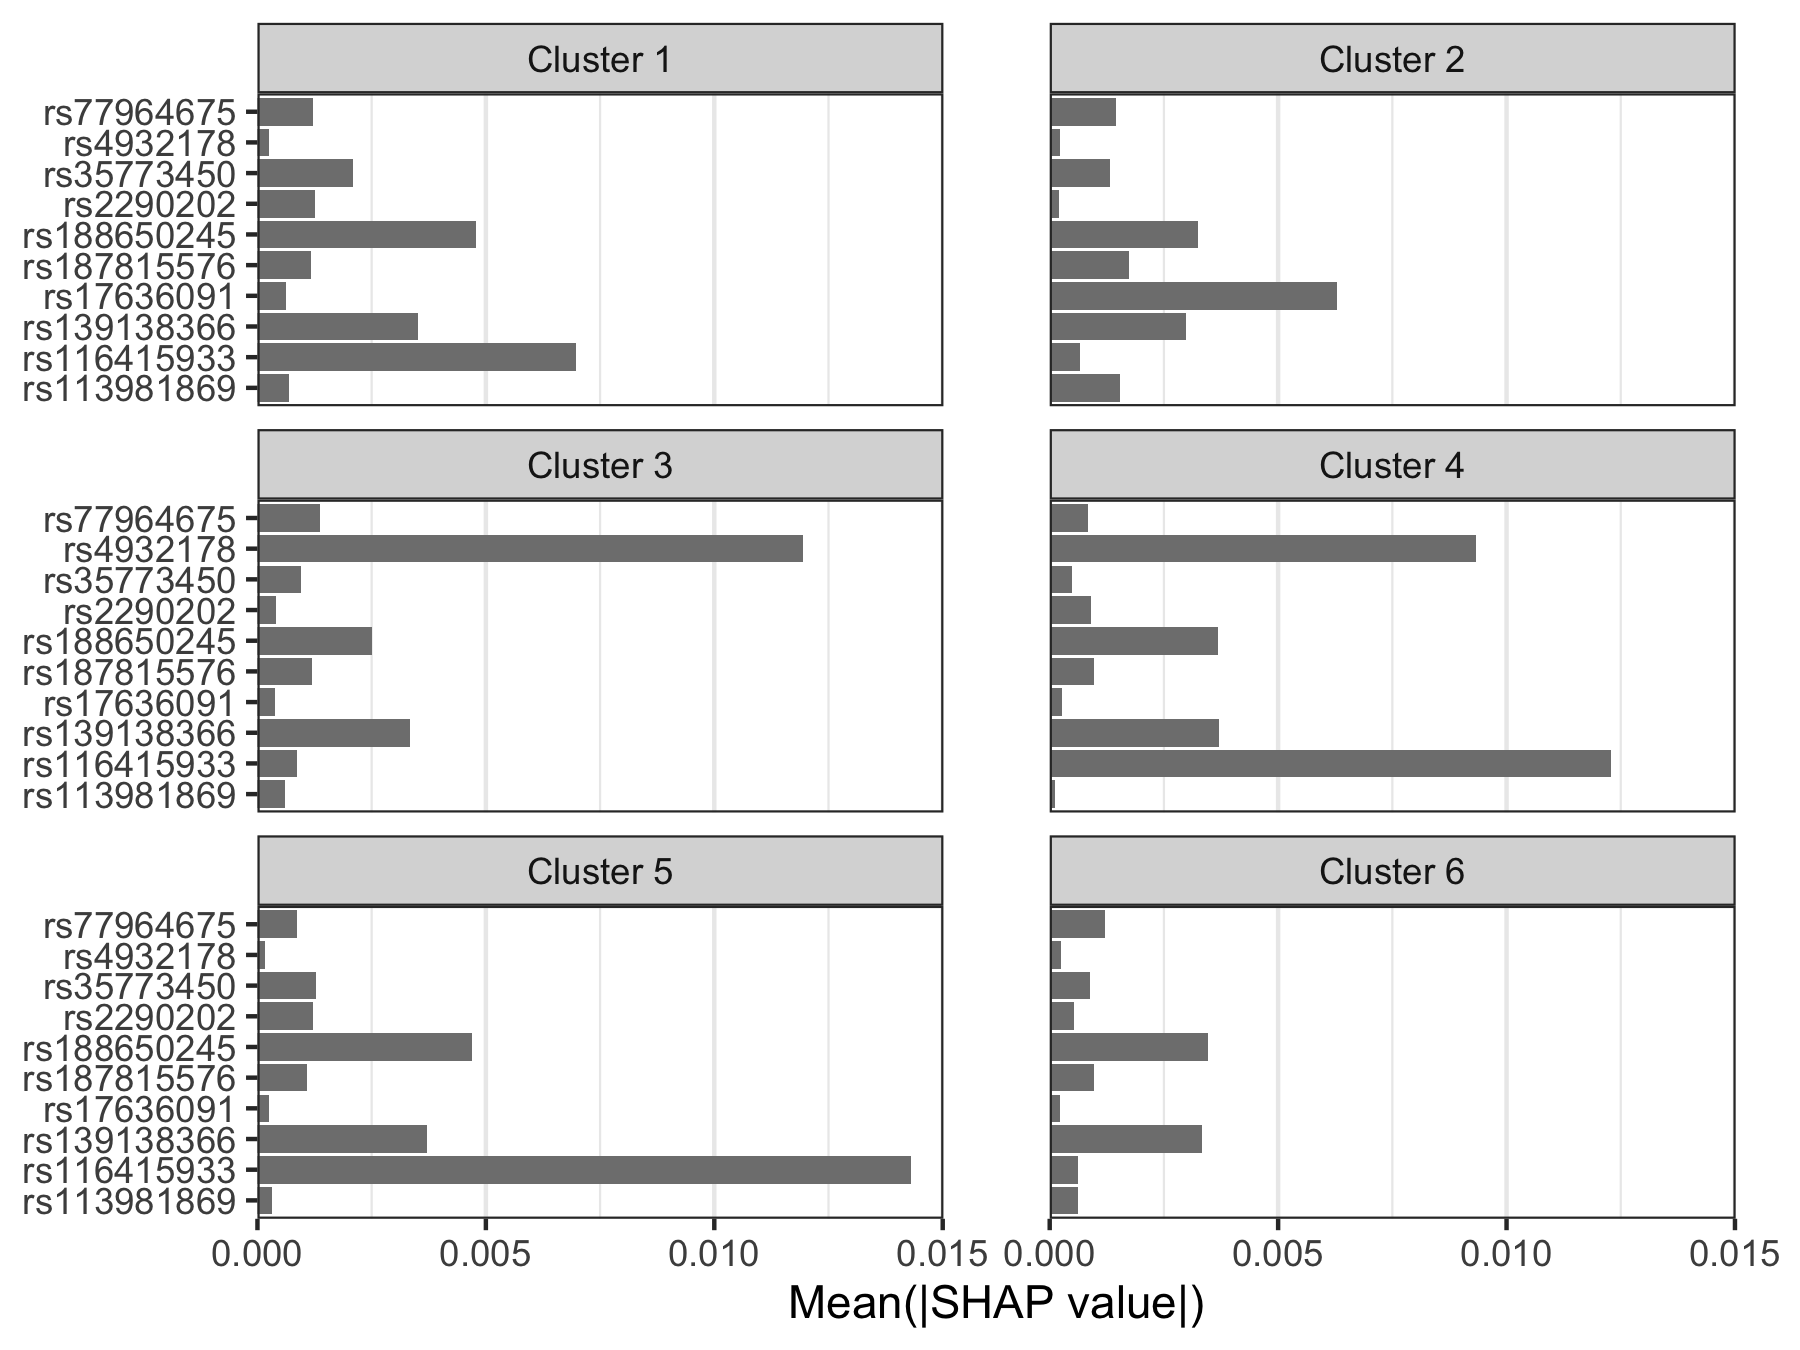 Cluster 1
Cluster 2
rs77964675
rs4932178
rs35773450
rs2290202
rs188650245
rs187815576
rs17636091
rs139138366
rs116415933
rs113981869
Cluster 3
Cluster 4
rs77964675
rs4932178
rs35773450
rs2290202
rs188650245
rs187815576
rs17636091
rs139138366
rs116415933
rs113981869
Cluster 5
Cluster 6
rs77964675
rs4932178
rs35773450
rs2290202
rs188650245
rs187815576
rs17636091
rs139138366
rs116415933
rs113981869
0.000 0.005 0.010 0.015 0.000 0.005 0.010 0.015
Mean(|SHAP value|)